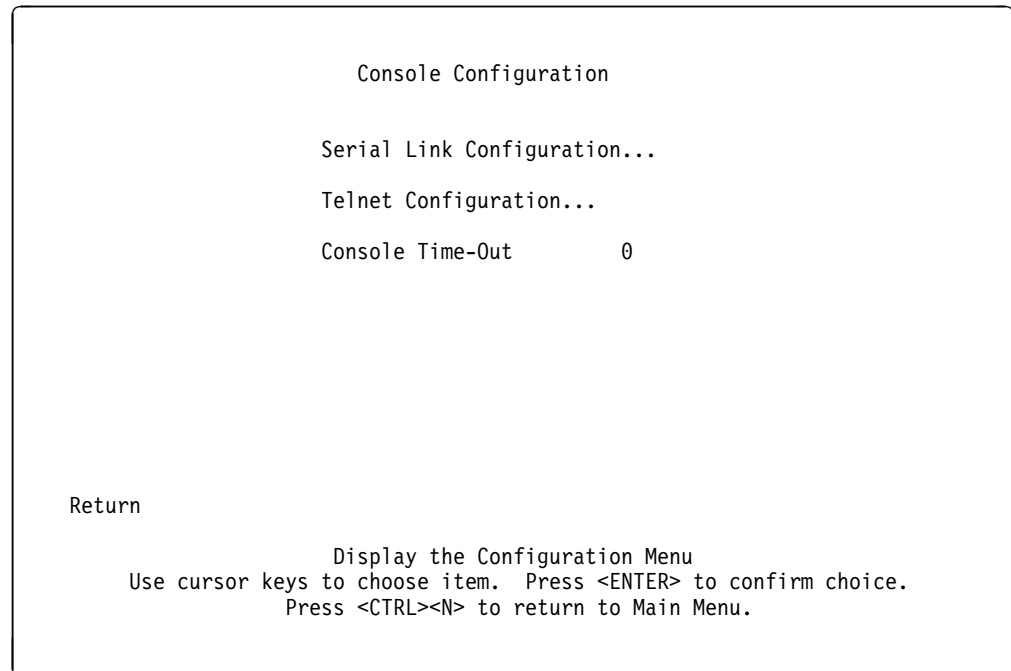 Console Configuration
Serial Link Configuration...
Telnet Configuration...
Console Time-Out 0
Return
Display the Configuration Menu
Use cursor keys to choose item. Press <ENTER> to confirm choice.
Press <CTRL><N> to return to Main Menu.